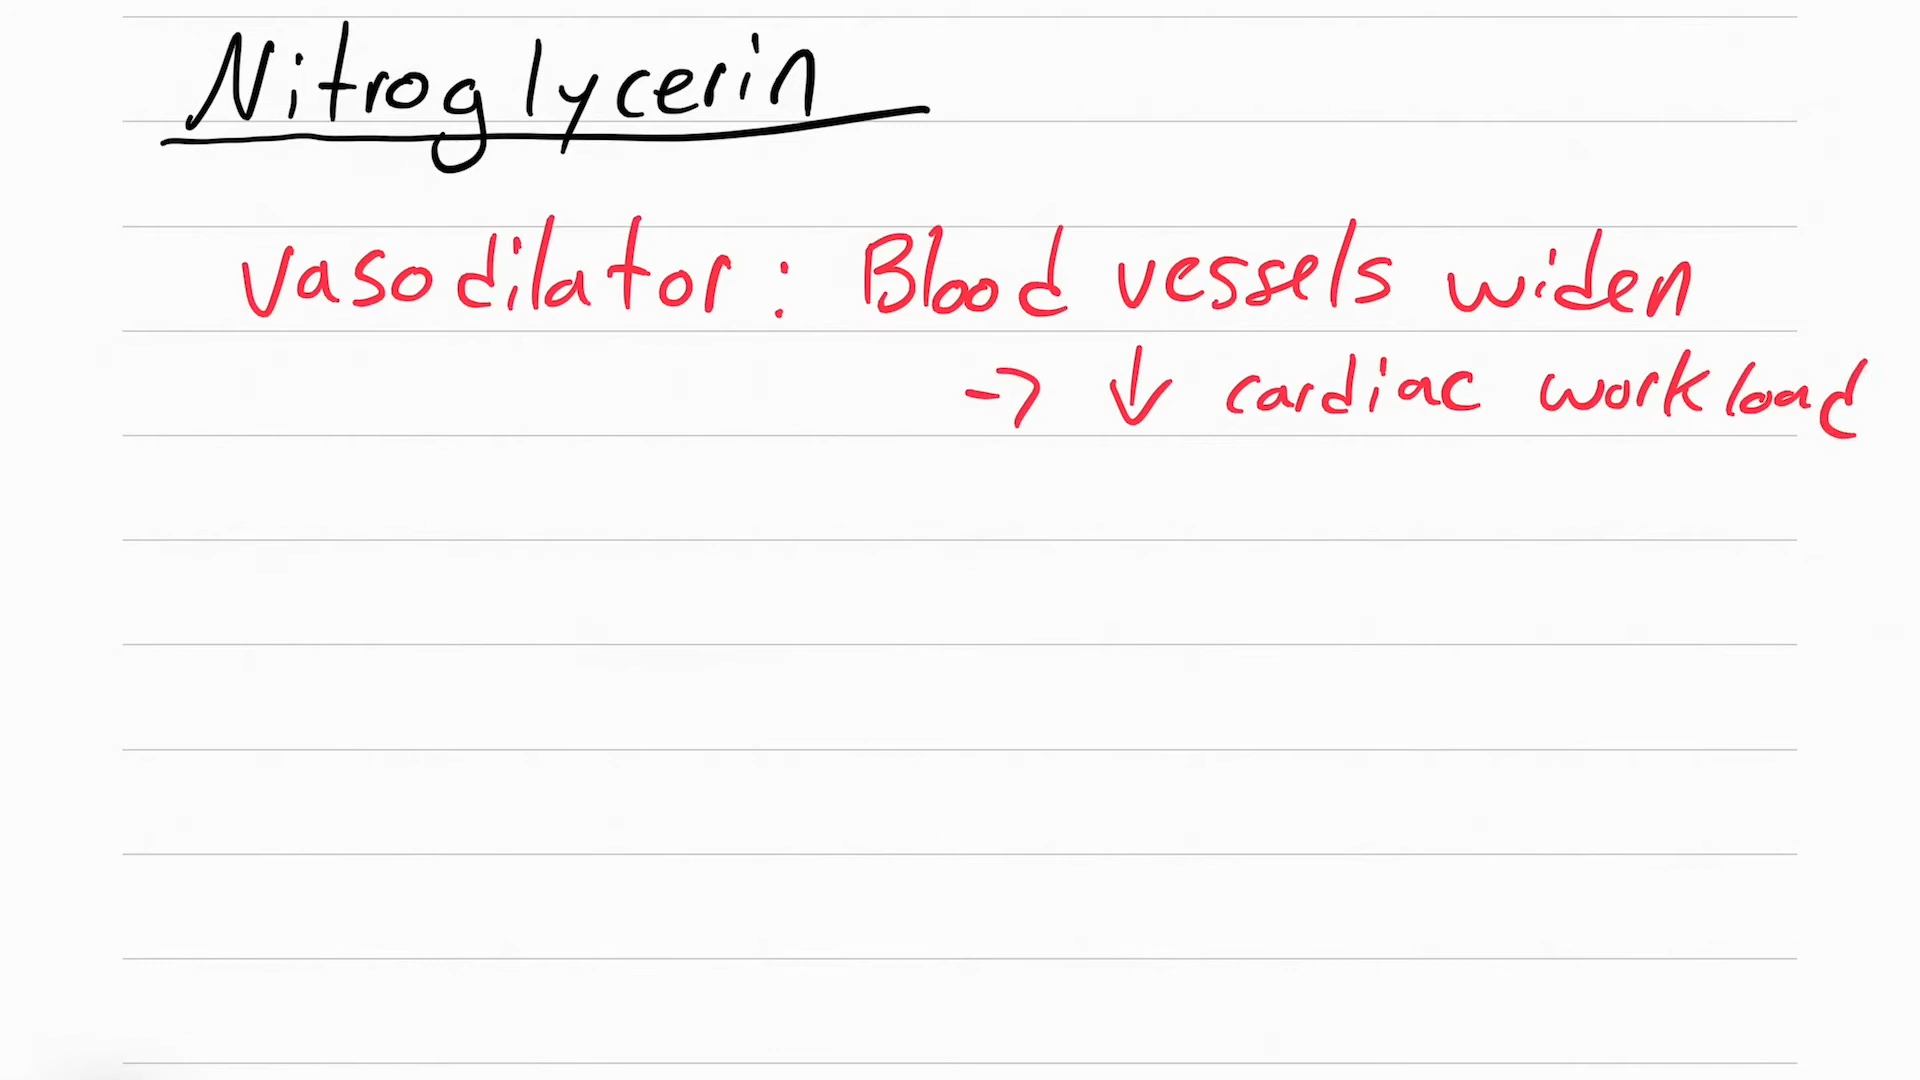 Nitroglycerin
Vasodilator: Blood vessels widen
-> ↓ cardiac workload